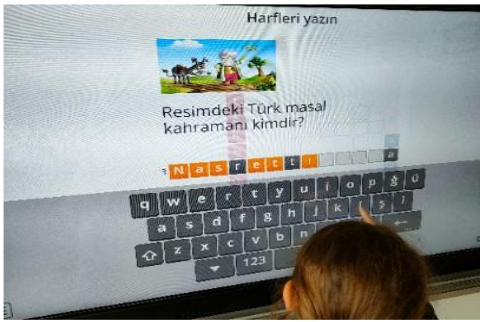 Harfleri yazın
Resimdeki Türk masal
kahramanı kimdir?
N a s r e t t i
a
q w e r t y u i o p ğ ü
a s d f g h j k l ş i
z x c v b n
123